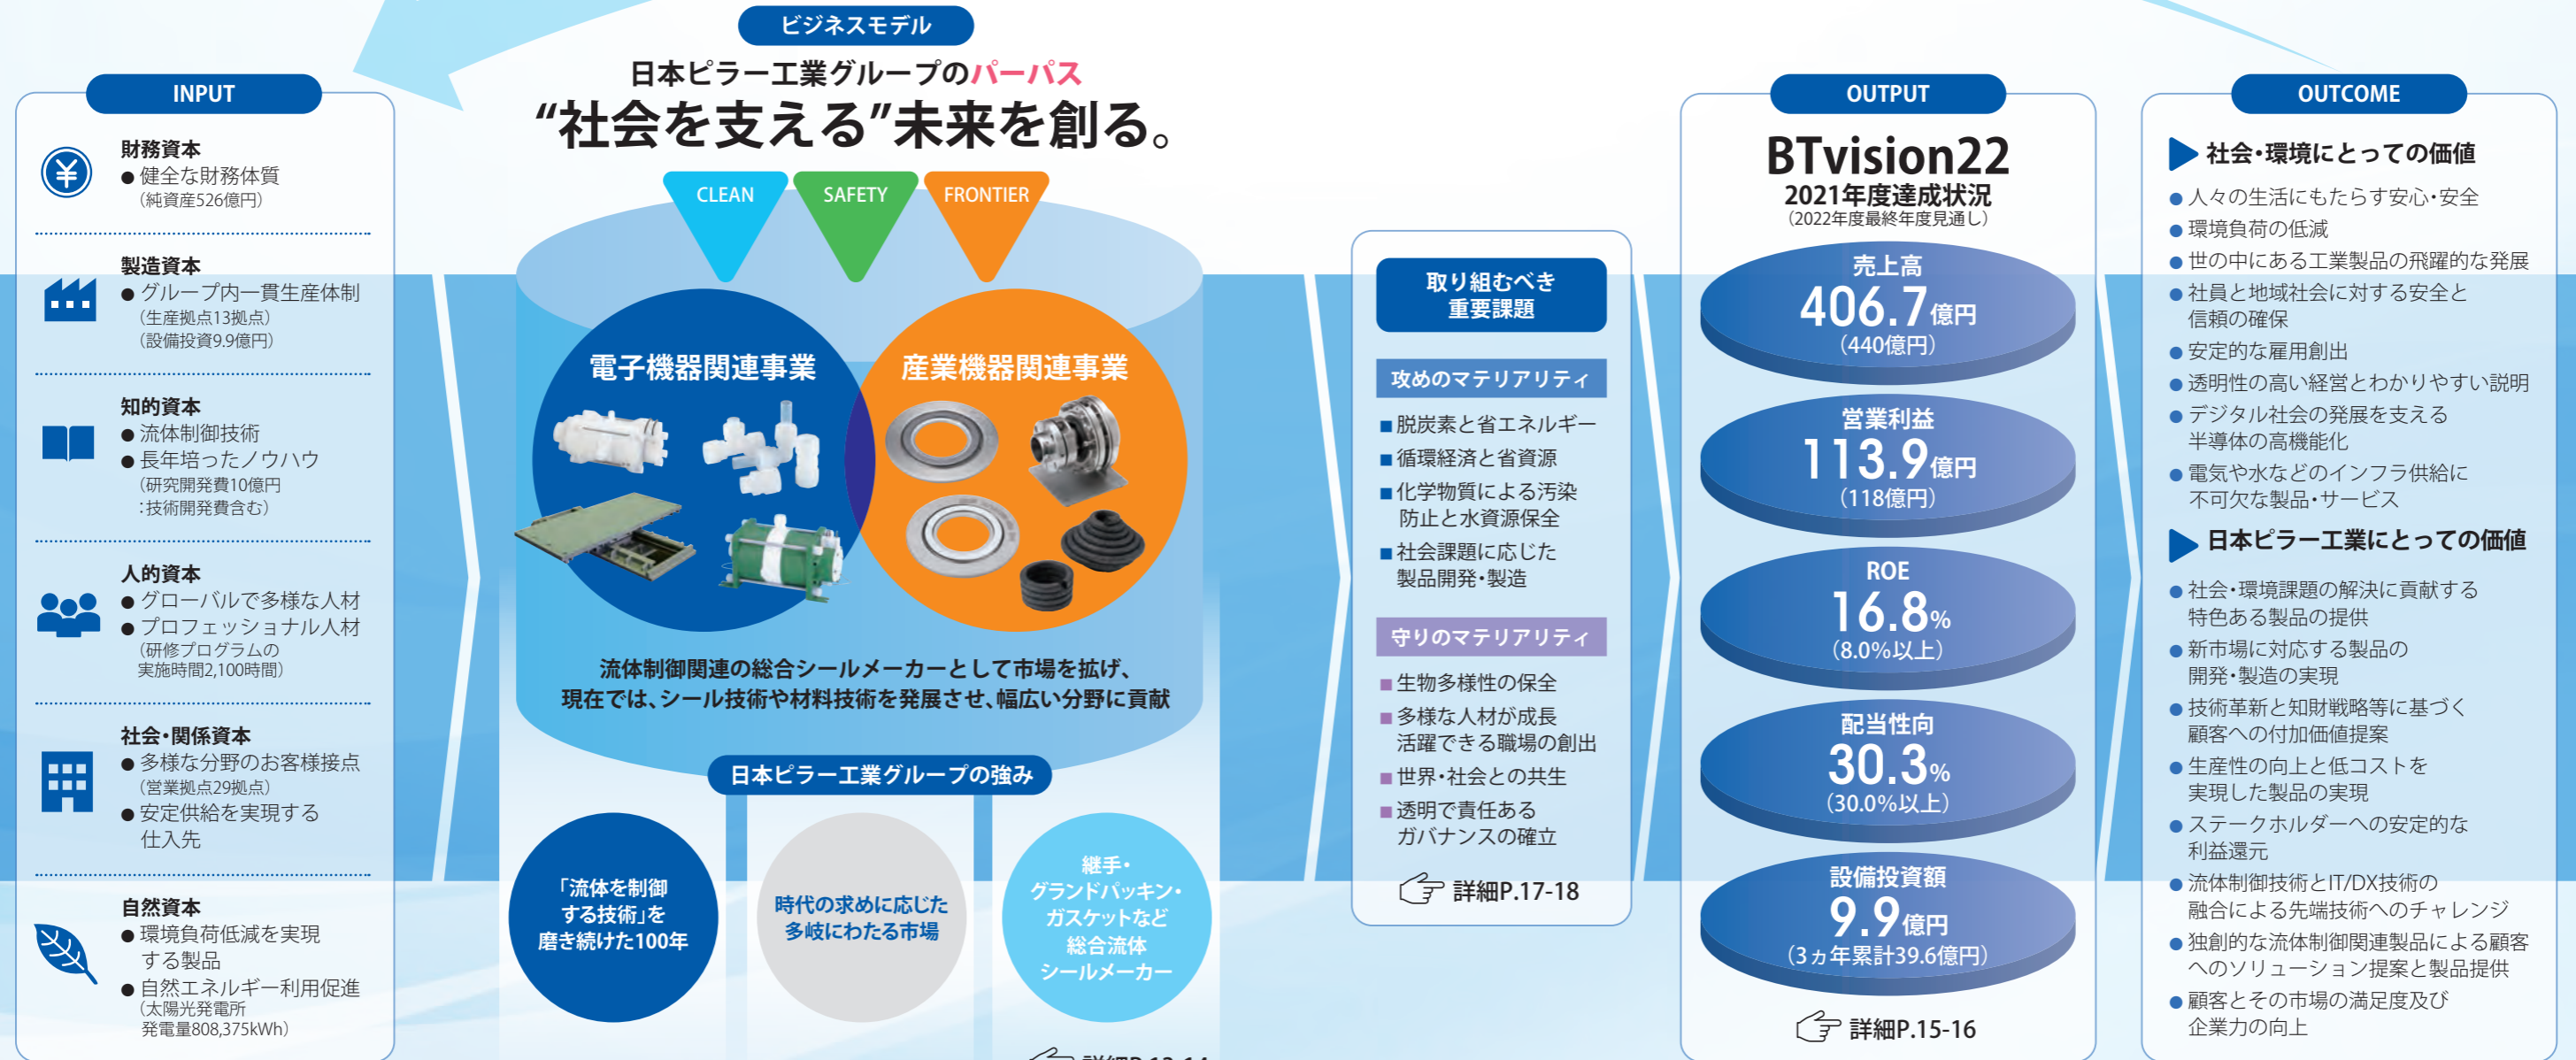 ビジネスモデル
日本ピラー工業グループのパーパス
“社会を支える”未来を創る。
INPUT
財務資本
● 健全な財務体質
（純資産526億円）
製造資本
● グループ内一貫生産体制
（生産拠点13拠点）
（設備投資9.9億円）
知的資本
● 流体制御技術
● 長年培ったノウハウ
（研究開発費10億円
：技術開発費含む）
人的資本
● グローバルで多様な人材
● プロフェッショナル人材
（研修プログラムの
実施時間2,100時間）
社会・関係資本
● 多様な分野のお客様接点
（営業拠点29拠点）
● 安定供給を実現する
仕入先
自然資本
● 環境負荷低減を実現
する製品
● 自然エネルギー利用促進
（太陽光発電所
発電量808,375kWh）
CLEAN
SAFETY
FRONTIER
電子機器関連事業
産業機器関連事業
流体制御関連の総合シールメーカーとして市場を拡げ、
現在では、シール技術や材料技術を発展させ、幅広い分野に貢献
日本ピラー工業グループの強み
「流体を制御
する技術」を
磨き続けた100年
時代の求めに応じた
多岐にわたる市場
継手・
グランドパッキン・
ガスケットなど
総合流体
シールメーカー
取り組むべき
重要課題
攻めのマテリアリティ
■ 脱炭素と省エネルギー
■ 循環経済と省資源
■ 化学物質による汚染
防止と水資源保全
■ 社会課題に応じた
製品開発・製造
守りのマテリアリティ
■ 生物多様性の保全
■ 多様な人材が成長
活躍できる職場の創出
■ 世界・社会との共生
■ 透明で責任ある
ガバナンスの確立
詳細P.17-18
OUTPUT
BTvision22
2021年度達成状況
（2022年度最終年度見通し）
売上高
406.7億円
（440億円）
営業利益
113.9億円
（118億円）
ROE
16.8%
（8.0%以上）
配当性向
30.3%
（30.0%以上）
設備投資額
9.9億円
（3ヵ年累計39.6億円）
詳細P.15-16
OUTCOME
社会・環境にとっての価値
● 人々の生活にもたらす安心・安全
● 環境負荷の低減
● 世の中にある工業製品の飛躍的な発展
● 社員と地域社会に対する安全と
信頼の確保
● 安定的な雇用創出
● 透明性の高い経営とわかりやすい説明
● デジタル社会の発展を支える
半導体の高機能化
● 電気や水などのインフラ供給に
不可欠な製品・サービス
日本ピラー工業にとっての価値
● 社会・環境課題の解決に貢献する
特色ある製品の提供
● 新市場に対応する製品の
開発・製造の実現
● 技術革新と知財戦略等に基づく
顧客への付加価値提案
● 生産性の向上と低コストを
実現した製品の実現
● ステークホルダーへの安定的な
利益還元
● 流体制御技術とIT/DX技術の
融合による先端技術へのチャレンジ
● 独創的な流体制御関連製品による顧客
へのソリューション提案と製品提供
● 顧客とその市場の満足度及び
企業力の向上